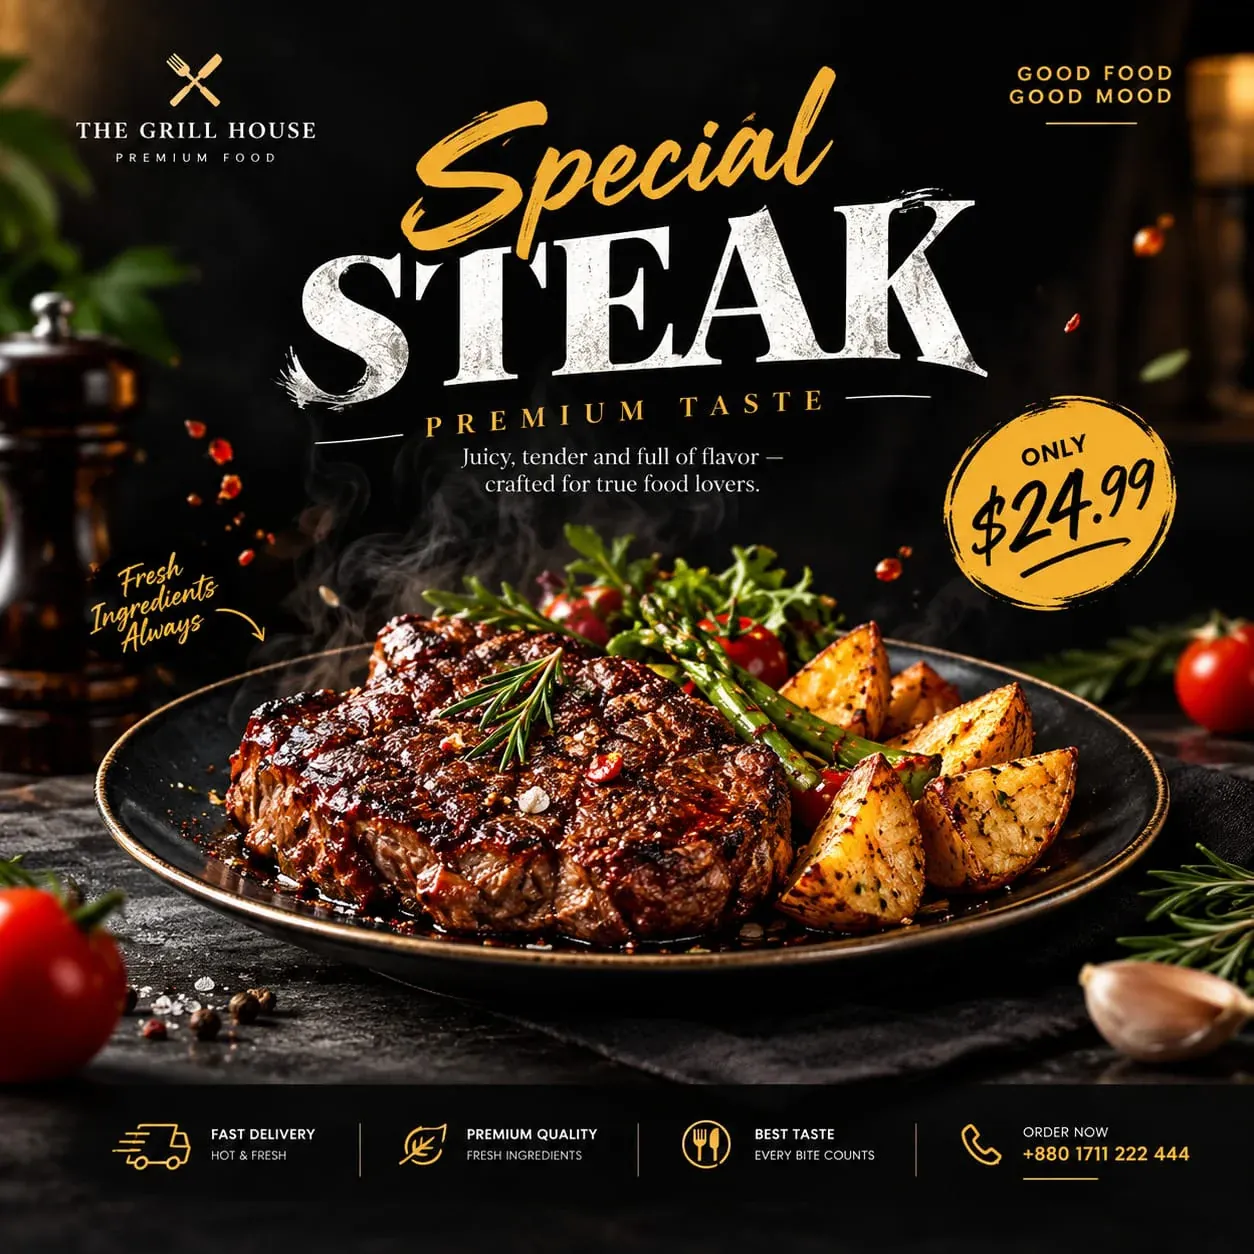 THE GRILL HOUSE
PREMIUM FOOD
GOOD FOOD
GOOD MOOD
Special
STEAK
PREMIUM TASTE
Juicy, tender and full of flavor –
crafted for true food lovers.
ONLY
$24.99
Fresh
Ingredients
Always
FAST DELIVERY
HOT & FRESH
PREMIUM QUALITY
FRESH INGREDIENTS
BEST TASTE
EVERY BITE COUNTS
ORDER NOW
+880 1711 222 444